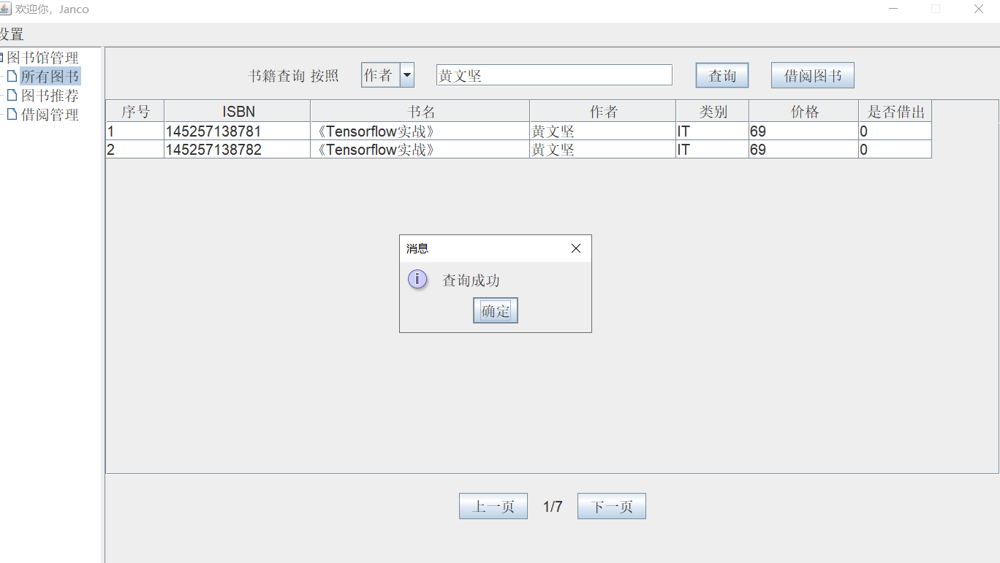 欢迎你，Janco
设置
图书馆管理
所有图书
图书推荐
借阅管理
书籍查询 按照 作者 黄文坚 查询 借阅图书
序号 ISBN 书名 作者 类别 价格 是否借出
1 145257138781 《Tensorflow实战》 黄文坚 IT 69 0
2 145257138782 《Tensorflow实战》 黄文坚 IT 69 0
消息
查询成功
确定
上一页 1/7 下一页